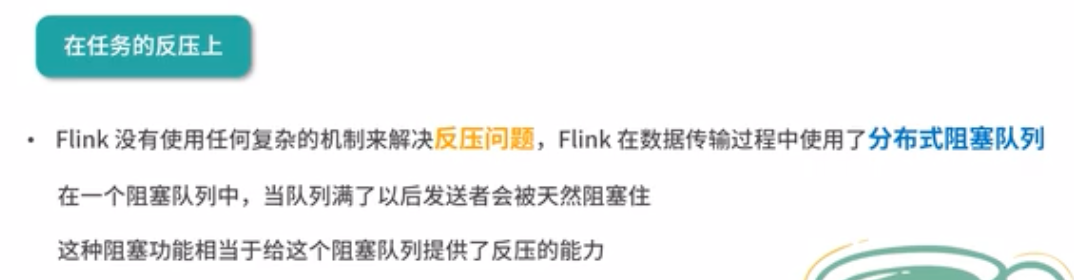 在任务的反压上
• Flink 没有使用任何复杂的机制来解决反压问题，Flink 在数据传输过程中使用了分布式阻塞队列
在一个阻塞队列中，当队列满了以后发送者会被天然阻塞住
这种阻塞功能相当于给这个阻塞队列提供了反压的能力